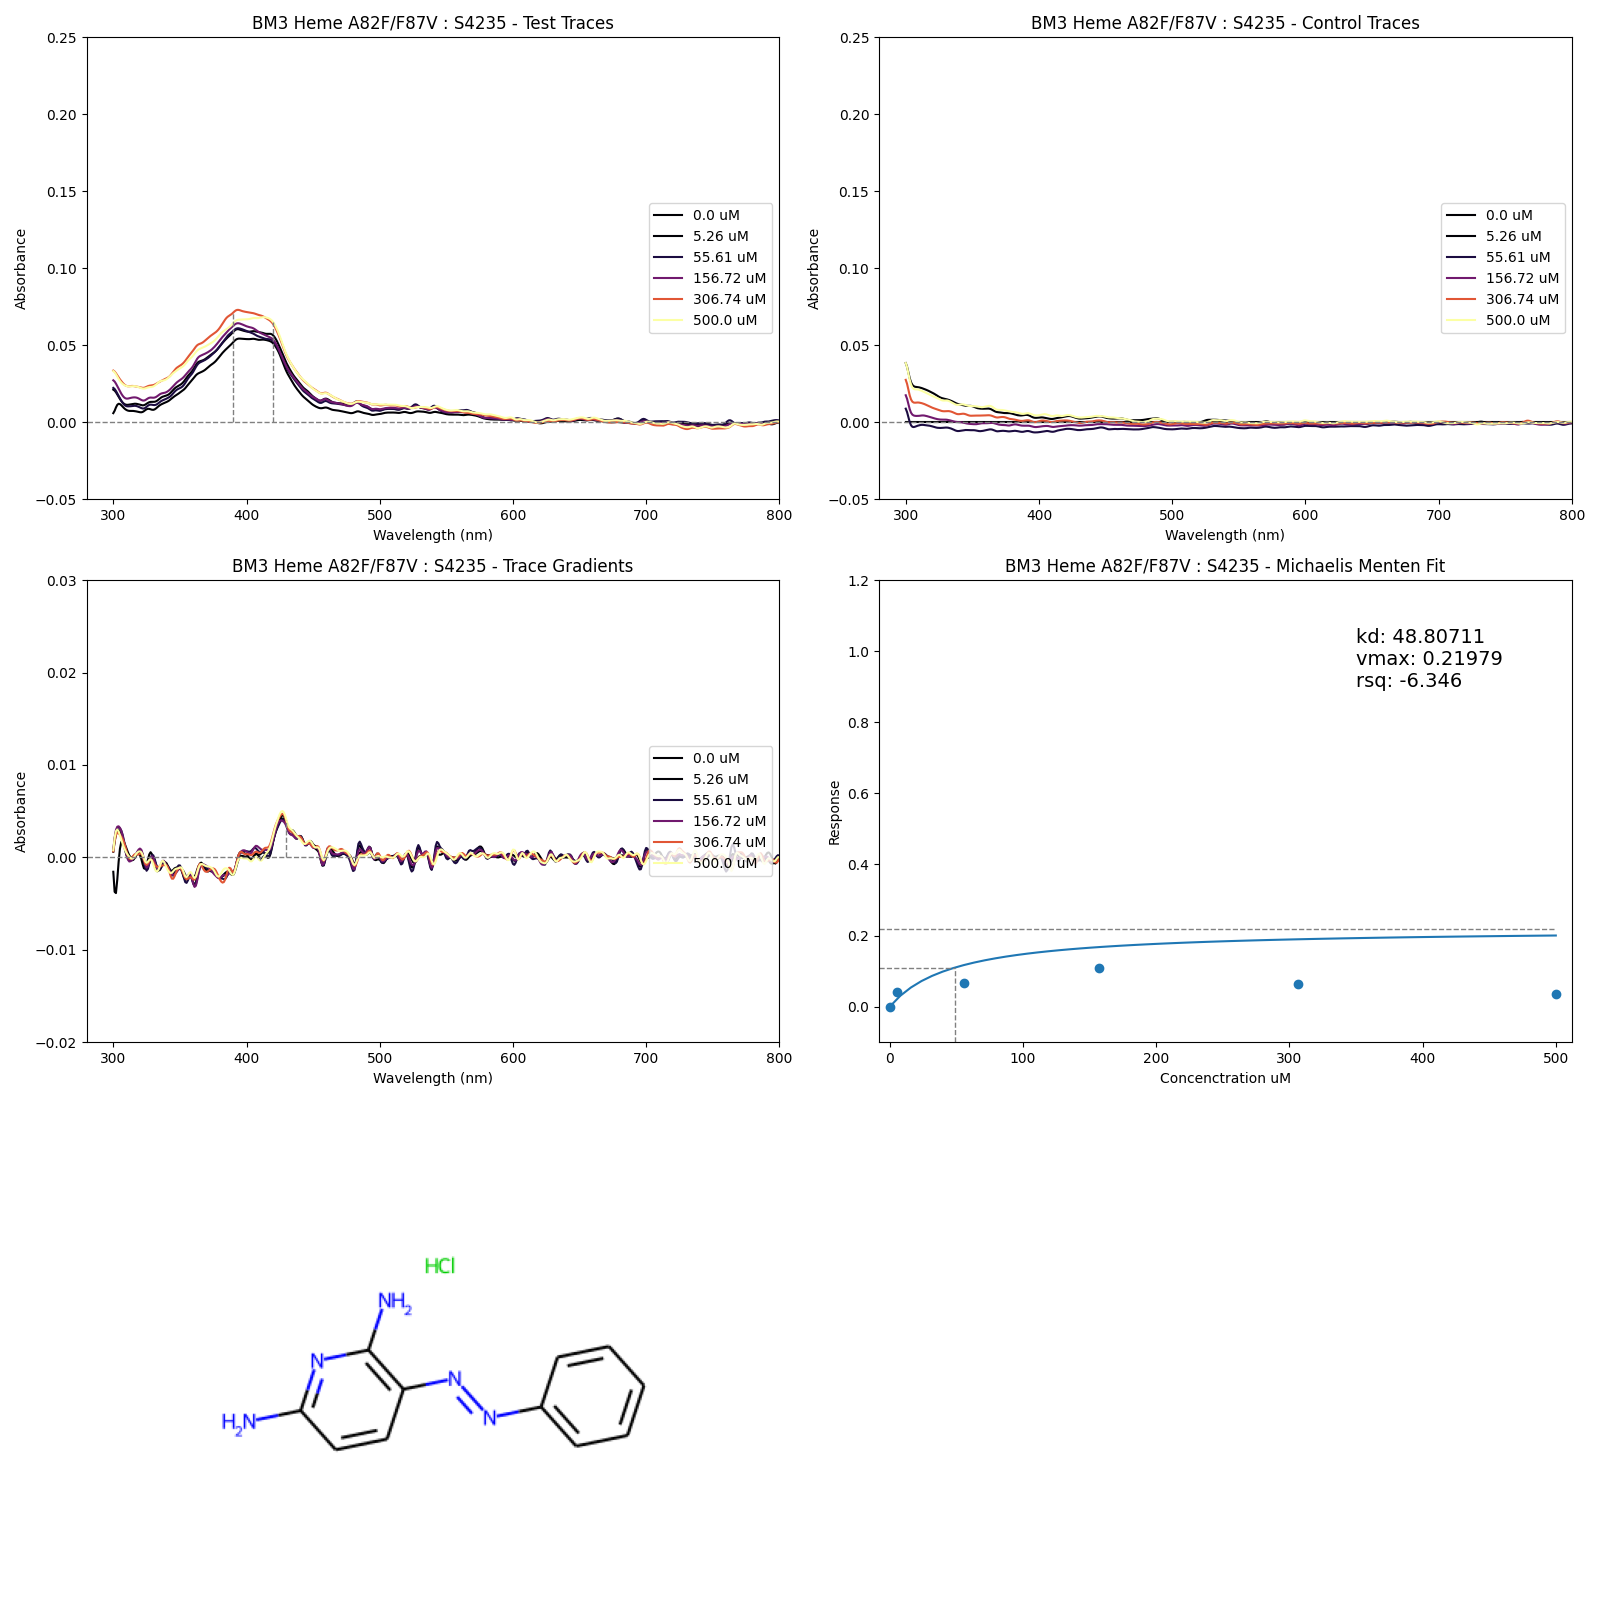 BM3 Heme A82F/F87V : S4235 - Test Traces
0.25
0.20
0.15
0.10
0.05
0.00
−0.05
Absorbance
300
400
500
600
700
800
Wavelength (nm)
0.0 uM
5.26 uM
55.61 uM
156.72 uM
306.74 uM
500.0 uM
BM3 Heme A82F/F87V : S4235 - Control Traces
0.25
0.20
0.15
0.10
0.05
0.00
−0.05
Absorbance
300
400
500
600
700
800
Wavelength (nm)
0.0 uM
5.26 uM
55.61 uM
156.72 uM
306.74 uM
500.0 uM
BM3 Heme A82F/F87V : S4235 - Trace Gradients
0.03
0.02
0.01
0.00
−0.01
−0.02
Absorbance
300
400
500
600
700
800
Wavelength (nm)
0.0 uM
5.26 uM
55.61 uM
156.72 uM
306.74 uM
500.0 uM
BM3 Heme A82F/F87V : S4235 - Michaelis Menten Fit
1.2
1.0
0.8
0.6
0.4
0.2
0.0
Response
kd: 48.80711
vmax: 0.21979
rsq: -6.346
0
100
200
300
400
500
Concenctration uM
HCl
NH2
N
N
H2N
N